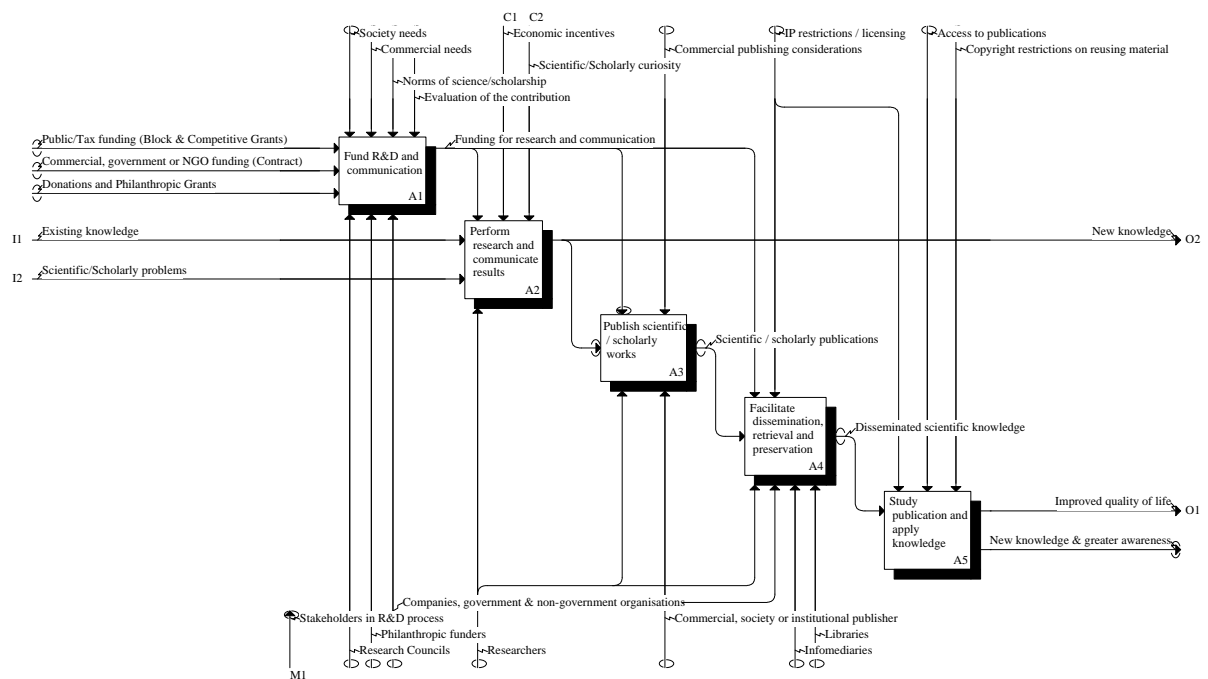 C1 C2
Society needs
Economic incentives
IP restrictions / licensing
Access to publications
Commercial needs
Commercial publishing considerations
Copyright restrictions on reusing material
Scientific/Scholarly curiosity
Norms of science/scholarship
Evaluation of the contribution
Public/Tax funding (Block & Competitive Grants)
Funding for research and communication
Commercial, government or NGO funding (Contract)
Donations and Philanthropic Grants
Fund R&D and
communication
A1
I1
Existing knowledge
New knowledge
O2
I2
Scientific/Scholarly problems
Perform
research and
communicate
results
A2
Publish scientific
/ scholarly
works
A3
Scientific / scholarly publications
Facilitate
dissemination,
retrieval and
preservation
A4
Disseminated scientific knowledge
Study
publication and
apply
knowledge
A5
Improved quality of life
O1
New knowledge & greater awareness
Companies, government & non-government organisations
Stakeholders in R&D process
Commercial, society or institutional publisher
Philanthropic funders
Libraries
Research Councils
Researchers
Infomediaries
M1